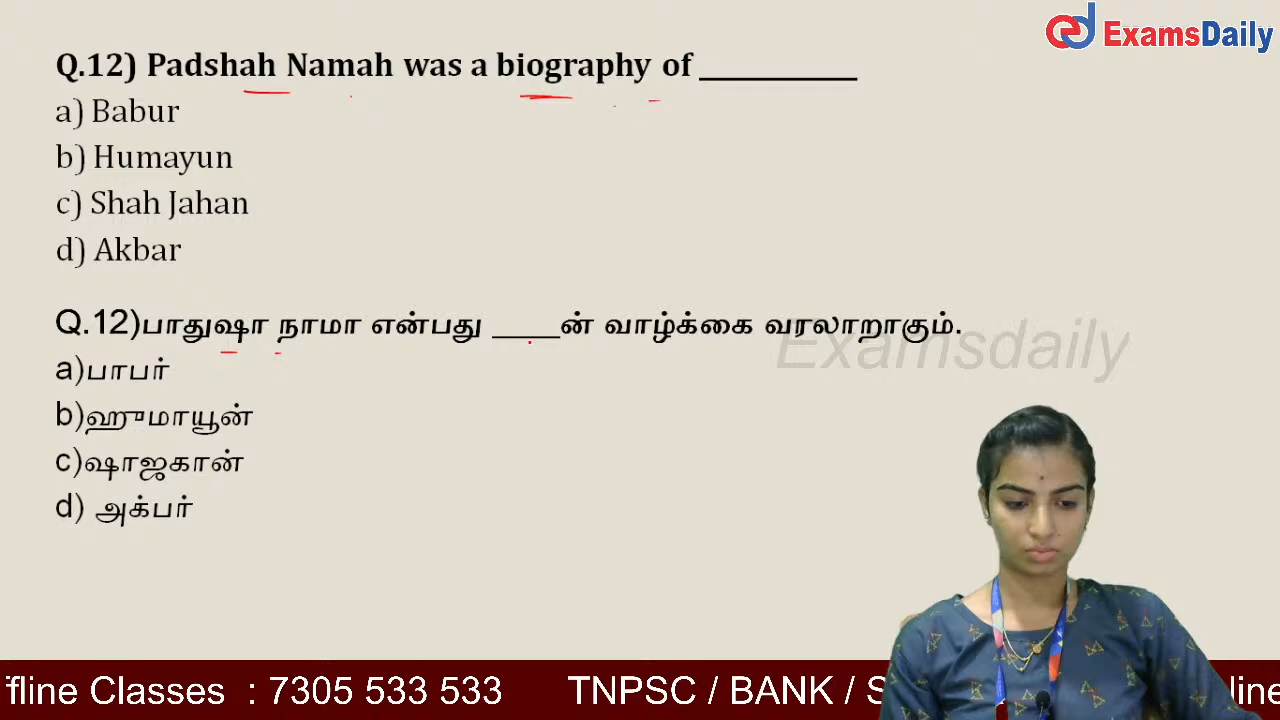 ExamsDaily
Q.12) Padshah Namah was a biography of ___________
a) Babur
b) Humayun
c) Shah Jahan
d) Akbar
Q.12)பாதுஷா நாமா என்பது ____ன் வாழ்க்கை வரலாறாகும்.
Examsdaily
a)பாபர்
b)ஹுமாயூன்
c)ஷாஜகான்
d) அக்பர்
fline Classes : 7305 533 533 TNPSC / BANK / S line